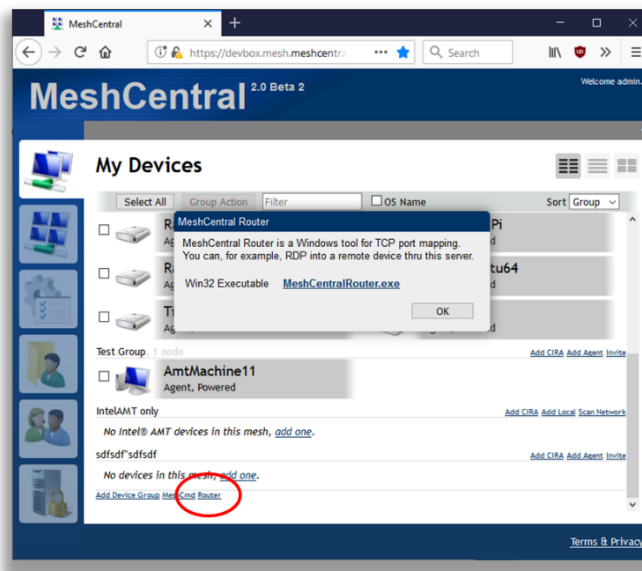 MeshCentral
https://devbox.mesh.meshcentra
Search
MeshCentral 2.0 Beta 2
Welcome admin.
My Devices
Select All Group Action Filter OS Name Sort Group
Pi
tu64
MeshCentral Router
MeshCentral Router is a Windows tool for TCP port mapping.
You can, for example, RDP into a remote device thru this server.
Win32 Executable MeshCentralRouter.exe
OK
Test Group, 1 node Add CIRA Add Agent Invite
AmtMachine11
Agent, Powered
IntelAMT only Add CIRA Add Local Scan Network
No Intel® AMT devices in this mesh, add one.
sdfsdf"sdfsdf Add CIRA Add Agent Invite
No devices in this mesh, add one.
Add Device Group MeshCmd Router
Terms & Privacy